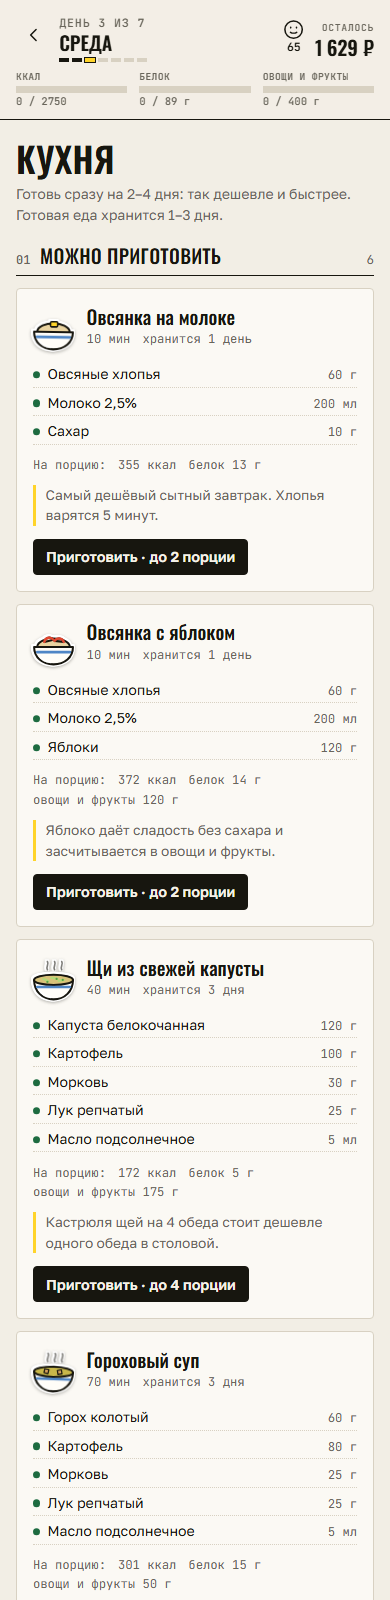 ДЕНЬ 3 ИЗ 7
СРЕДА
65
ОСТАЛОСЬ
1 629 ₽
ККАЛ
0 / 2750
БЕЛОК
0 / 89 г
ОВОЩИ И ФРУКТЫ
0 / 400 г
КУХНЯ
Готовь сразу на 2–4 дня: так дешевле и быстрее.
Готовая еда хранится 1–3 дня.
01 МОЖНО ПРИГОТОВИТЬ 6
Овсянка на молоке
10 мин хранится 1 день
Овсяные хлопья 60 г
Молоко 2,5% 200 мл
Сахар 10 г
На порцию: 355 ккал белок 13 г
Самый дешёвый сытный завтрак. Хлопья
варятся 5 минут.
Приготовить · до 2 порции
Овсянка с яблоком
10 мин хранится 1 день
Овсяные хлопья 60 г
Молоко 2,5% 200 мл
Яблоки 120 г
На порцию: 372 ккал белок 14 г
овощи и фрукты 120 г
Яблоко даёт сладость без сахара и
засчитывается в овощи и фрукты.
Приготовить · до 2 порции
Щи из свежей капусты
40 мин хранится 3 дня
Капуста белокочанная 120 г
Картофель 100 г
Морковь 30 г
Лук репчатый 25 г
Масло подсолнечное 5 мл
На порцию: 172 ккал белок 5 г
овощи и фрукты 175 г
Кастрюля щей на 4 обеда стоит дешевле
одного обеда в столовой.
Приготовить · до 4 порции
Гороховый суп
70 мин хранится 3 дня
Горох колотый 60 г
Картофель 80 г
Морковь 25 г
Лук репчатый 25 г
Масло подсолнечное 5 мл
На порцию: 301 ккал белок 15 г
овощи и фрукты 50 г